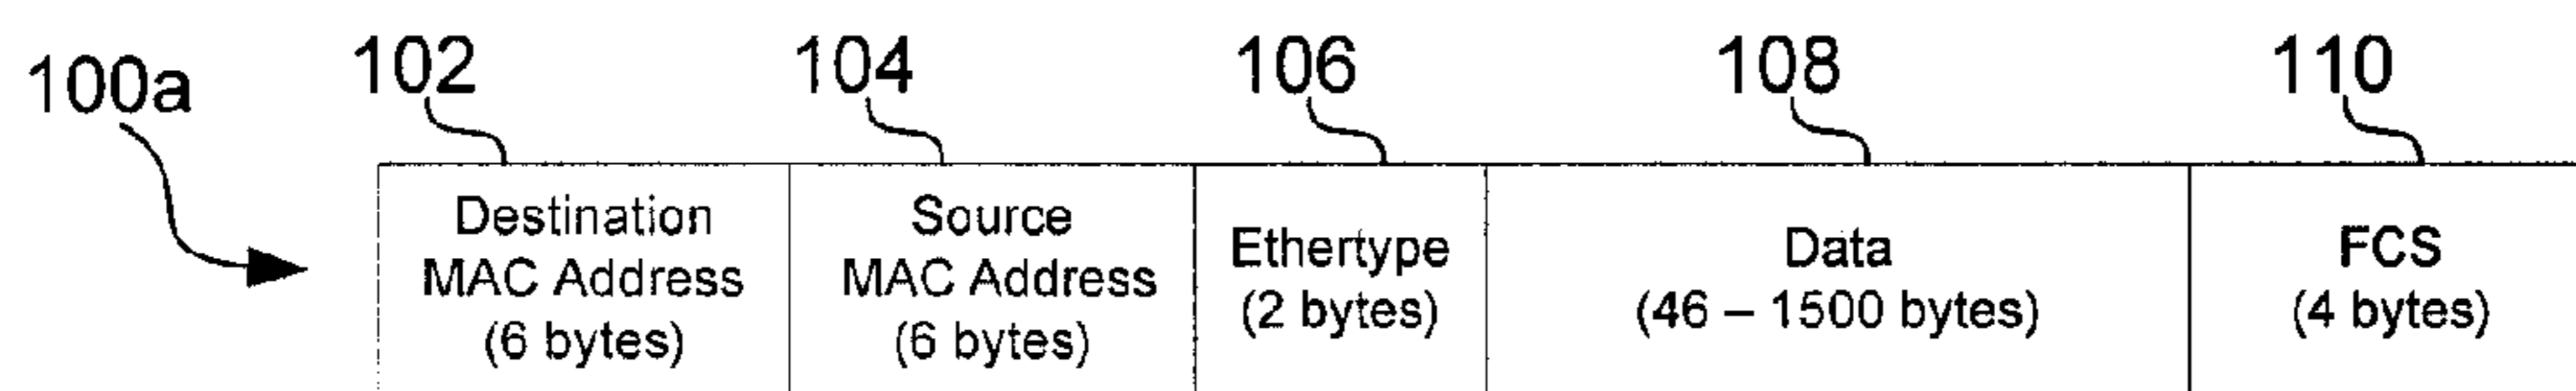 100a
102
104
106
108
110
Destination
MAC Address
(6 bytes)
Source
MAC Address
(6 bytes)
Ethertype
(2 bytes)
Data
(46 – 1500 bytes)
FCS
(4 bytes)